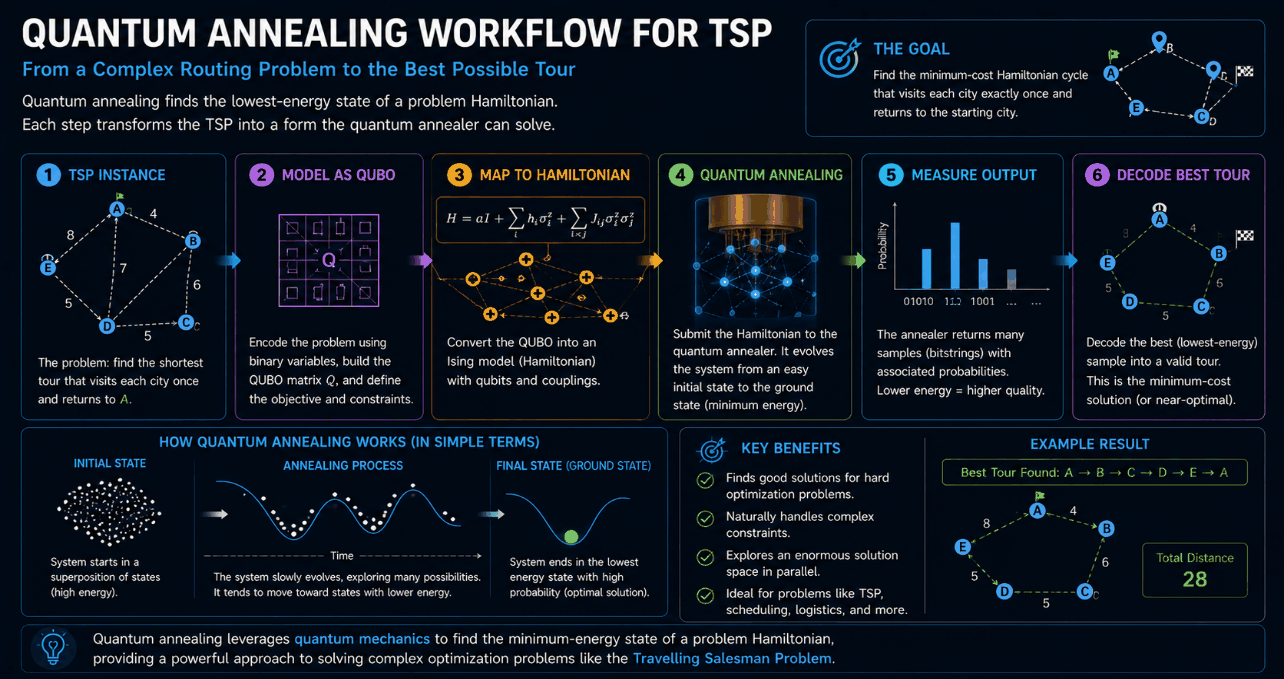 QUANTUM ANNEALING WORKFLOW FOR TSP
From a Complex Routing Problem to the Best Possible Tour
Quantum annealing finds the lowest-energy state of a problem Hamiltonian.
Each step transforms the TSP into a form the quantum annealer can solve.
THE GOAL
Find the minimum-cost Hamiltonian cycle
that visits each city exactly once and
returns to the starting city.
A
B
E
C
D
1 TSP INSTANCE
A
4
8
B
7
E
6
5
D
C
5
The problem: find the shortest
tour that visits each city once
and returns to A.
2 MODEL AS QUBO
Q
Encode the problem using
binary variables, build the
QUBO matrix Q, and define
the objective and constraints.
3 MAP TO HAMILTONIAN
H = aI + ∑_i h_i σ_i^z + ∑_{i<j} J_{ij} σ_i^z σ_j^z
Convert the QUBO into an
Ising model (Hamiltonian)
with qubits and couplings.
4 QUANTUM ANNEALING
Submit the Hamiltonian to the
quantum annealer. It evolves
the system from an easy
initial state to the ground
state (minimum energy).
5 MEASURE OUTPUT
Probability
01010 1001 ... ...
The annealer returns many
samples (bitstrings) with
associated probabilities.
Lower energy = higher quality.
6 DECODE BEST TOUR
A
4
B
E
6
5
D
C
5
Decode the best (lowest-energy)
sample into a valid tour.
This is the minimum-cost
solution (or near-optimal).
HOW QUANTUM ANNEALING WORKS (IN SIMPLE TERMS)
INITIAL STATE
System starts in a
superposition of states
(high energy).
ANNEALING PROCESS
Time
The system slowly evolves, exploring many possibilities.
It tends to move toward states with lower energy.
FINAL STATE (GROUND STATE)
System ends in the lowest
energy state with high
probability (optimal solution).
KEY BENEFITS
Finds good solutions for hard
optimization problems.
Naturally handles complex
constraints.
Explores an enormous solution
space in parallel.
Ideal for problems like TSP,
scheduling, logistics, and more.
EXAMPLE RESULT
Best Tour Found: A → B → C → D → E → A
A
8
4
B
E
6
5
D
C
5
Total Distance
28
Quantum annealing leverages quantum mechanics to find the minimum-energy state of a problem Hamiltonian,
providing a powerful approach to solving complex optimization problems like the Travelling Salesman Problem.